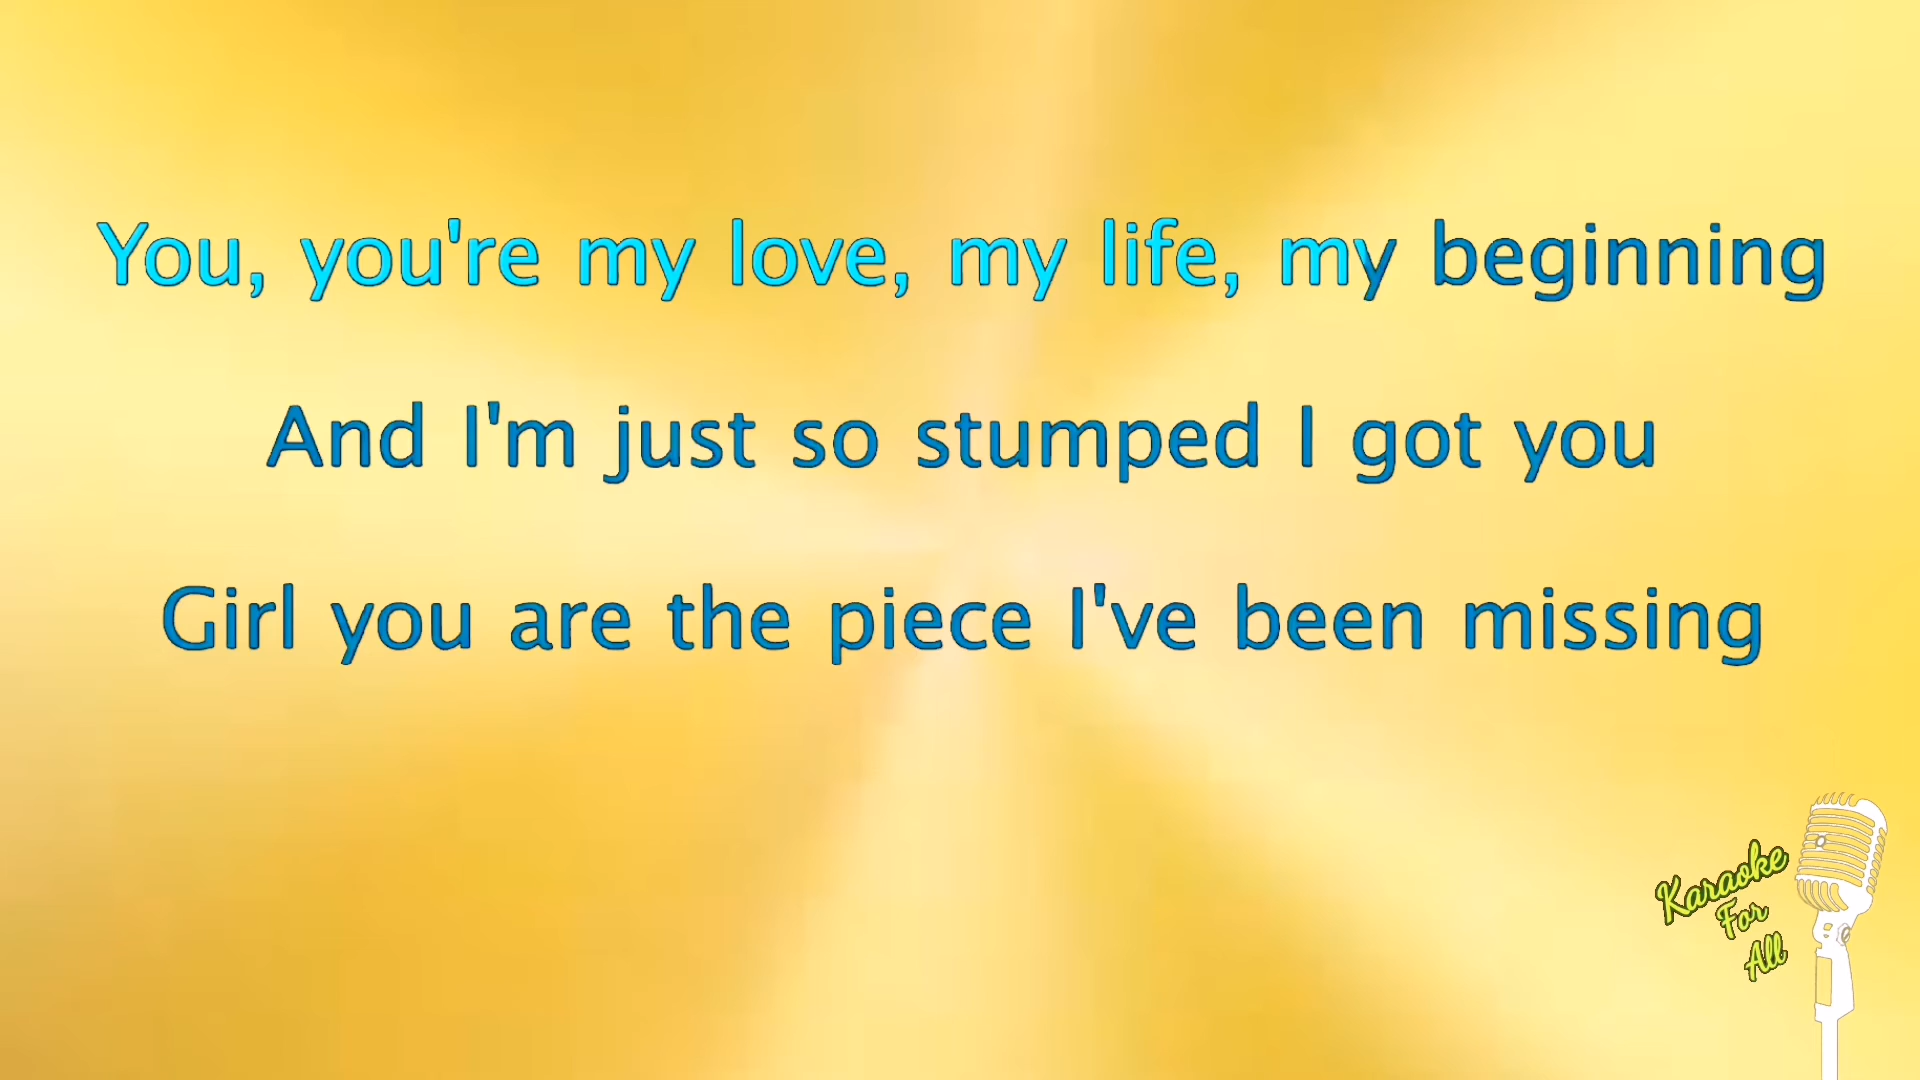 You, you're my love, my life, my beginning
And I'm just so stumped I got you
Girl you are the piece I've been missing
Karaoke
For
All